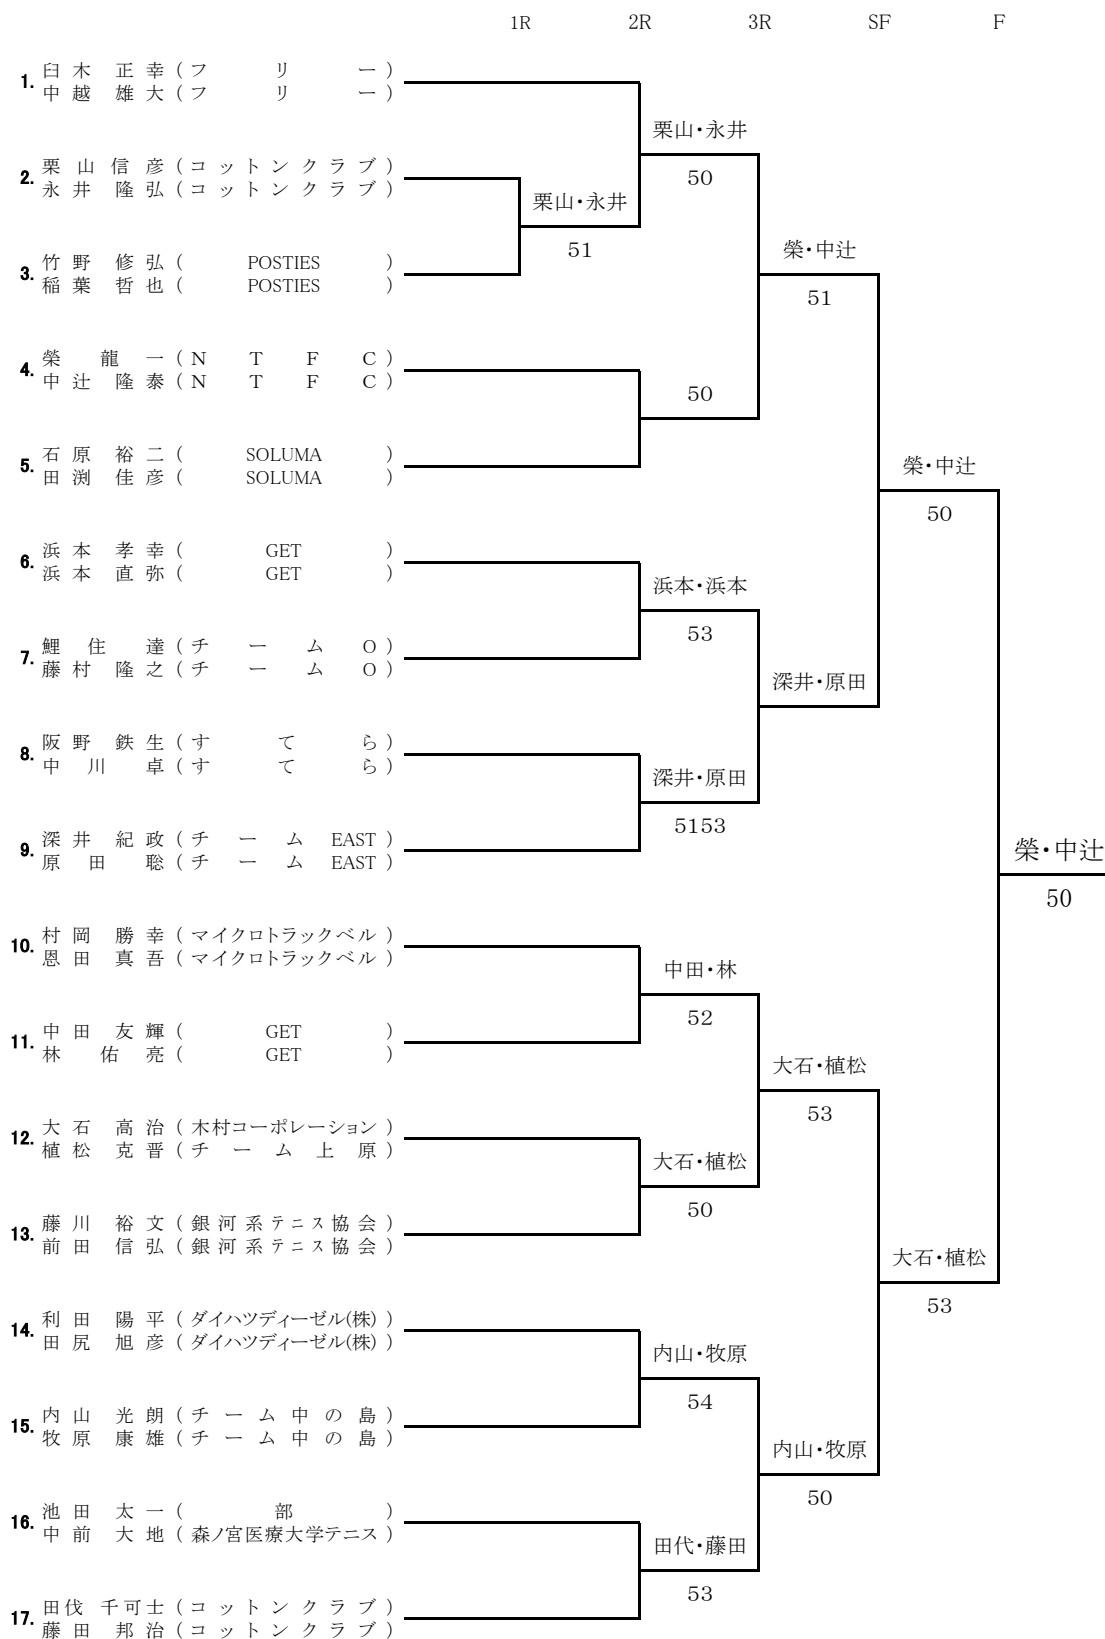 1R 2R 3R SF F
1. 臼木 正幸 ( フリー )
中越 雄大 ( フリー )
栗山・永井
2. 栗山 信彦 ( コットンクラブ )
永井 隆弘 ( コットンクラブ )
50
栗山・永井
51
3. 竹野 修弘 ( POSTIES )
稲葉 哲也 ( POSTIES )
榮・中辻
51
4. 榮 龍一 ( NTFC )
中辻 隆泰 ( NTFC )
50
5. 石原 裕二 ( SOLUMA )
田渕 佳彦 ( SOLUMA )
榮・中辻
50
6. 浜本 孝幸 ( GET )
浜本 直弥 ( GET )
浜本・浜本
53
7. 鯉住 達 ( チームO )
藤村 隆之 ( チームO )
深井・原田
8. 阪野 鉄生 ( すてら )
中川 卓 ( すてら )
深井・原田
5153
9. 深井 紀政 ( チームEAST )
原田 聡 ( チームEAST )
榮・中辻
50
10. 村岡 勝幸 ( マイクロトラックベル )
恩田 真吾 ( マイクロトラックベル )
中田・林
52
11. 中田 友輝 ( GET )
林 佑亮 ( GET )
大石・植松
53
12. 大石 高治 ( 木村コーポレーション )
植松 克晋 ( チーム上原 )
大石・植松
50
13. 藤川 裕文 ( 銀河系テニス協会 )
前田 信弘 ( 銀河系テニス協会 )
大石・植松
53
14. 利田 陽平 ( ダイハツディーゼル(株) )
田尻 旭彦 ( ダイハツディーゼル(株) )
内山・牧原
54
15. 内山 光朗 ( チーム中の島 )
牧原 康雄 ( チーム中の島 )
内山・牧原
50
16. 池田 太一 ( 部 )
中前 大地 ( 森ノ宮医療大学テニス )
田代・藤田
53
17. 田伐 千可士 ( コットンクラブ )
藤田 邦治 ( コットンクラブ )